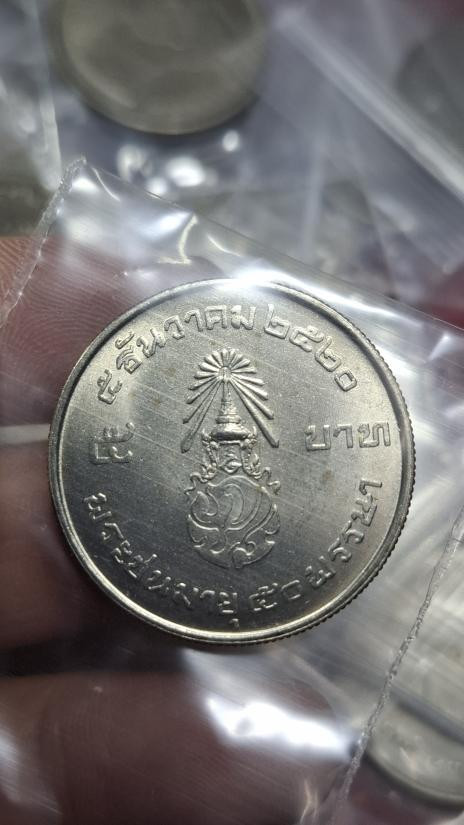 ๕ ธันวาคม ๒๕๒๐
๕ บาท
พระชนมายุ ๕๐ พรรษา